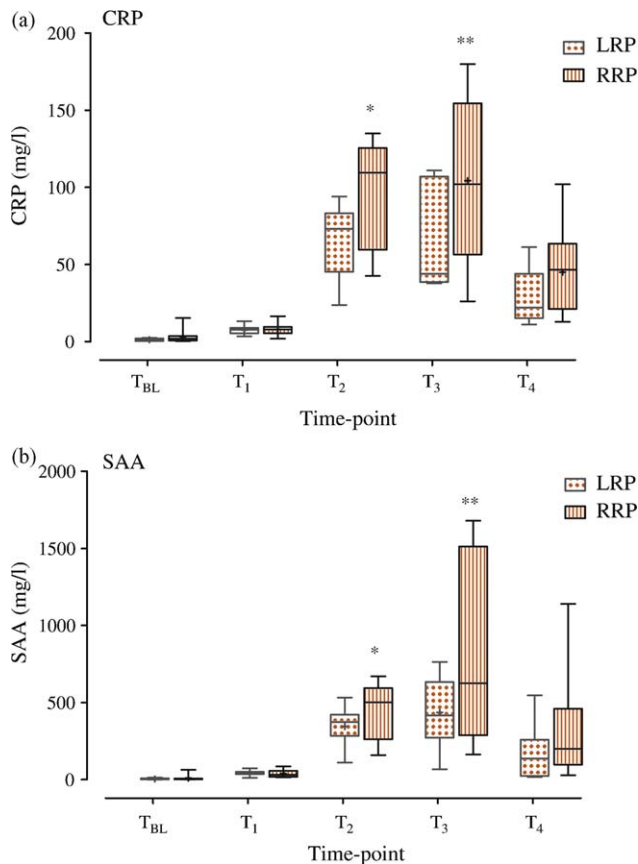 (a)
CRP
LRP
RRP
CRP (mg/l)
200
150
100
50
0
*
**
T_BL T_1 T_2 T_3 T_4
Time-point
(b)
SAA
LRP
RRP
SAA (mg/l)
2000
1500
1000
500
0
*
**
T_BL T_1 T_2 T_3 T_4
Time-point